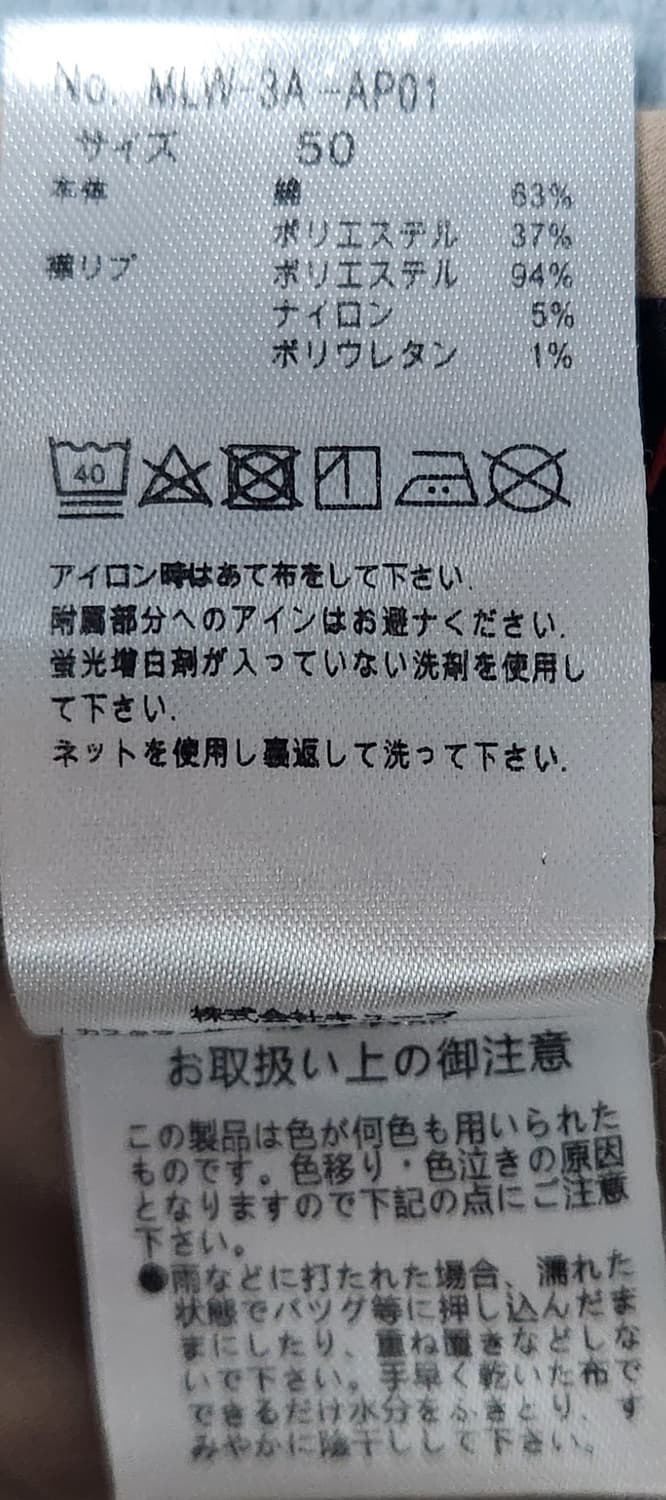 No. MLW-3A-AP01
サイズ 50
本体 綿 63%
ポリエステル 37%
襟リブ ポリエステル 94%
ナイロン 5%
ポリウレタン 1%
40
アイロン時はあて布をして下さい.
附属部分へのアインはお避ナください.
蛍光増白剤が入っていない洗剤を使用し
て下さい.
ネットを使用し裏返して洗って下さい.
株式会社キューブ
お取扱い上の御注意
この製品は色が何色も用いられた
ものです。色移り・色泣きの原因
となりますので下記の点にご注意
下さい。
●雨などに打たれた場合、濡れた
状態でバッグ等に押し込んだま
まにしたり、重ね置きなどしな
いで下さい。手早く乾いた布で
できるだけ水分をふきとり、す
みやかに陰干しして下さい。